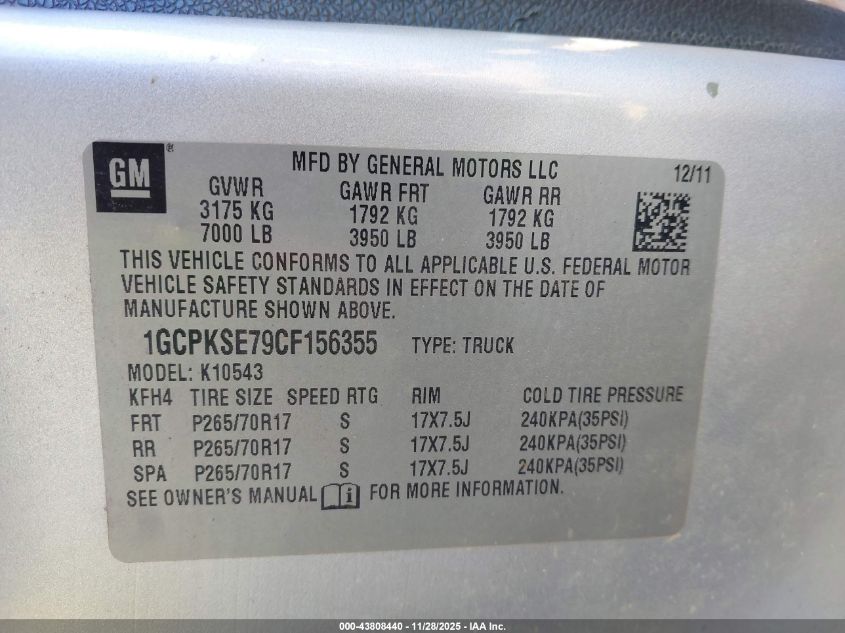 GM ®
MFD BY GENERAL MOTORS LLC 12/11
GVWR GAWR FRT GAWR RR
3175 KG 1792 KG 1792 KG
7000 LB 3950 LB 3950 LB
THIS VEHICLE CONFORMS TO ALL APPLICABLE U.S. FEDERAL MOTOR
VEHICLE SAFETY STANDARDS IN EFFECT ON THE DATE OF
MANUFACTURE SHOWN ABOVE.
1GCPKSE79CF156355 TYPE: TRUCK
MODEL: K10543
KFH4 TIRE SIZE SPEED RTG RIM COLD TIRE PRESSURE
FRT P265/70R17 S 17X7.5J 240KPA(35PSI)
RR P265/70R17 S 17X7.5J 240KPA(35PSI)
SPA P265/70R17 S 17X7.5J 240KPA(35PSI)
SEE OWNER'S MANUAL i FOR MORE INFORMATION.
000-43808440 - 11/28/2025 - IAA Inc.